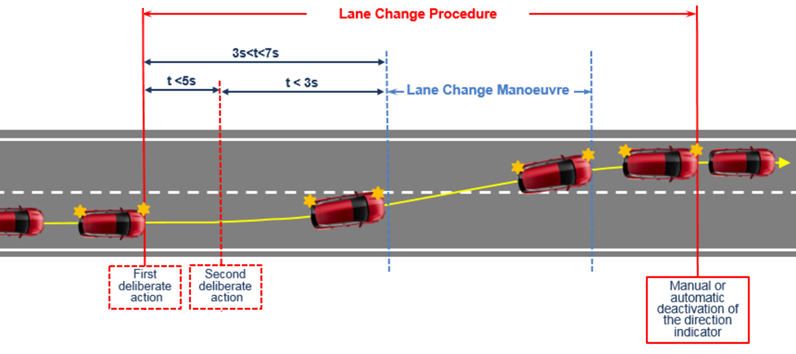 Lane Change Procedure
3s<t<7s
t <5s
t < 3s
Lane Change Manoeuvre
First
deliberate
action
Second
deliberate
action
Manual or
automatic
deactivation of
the direction
indicator